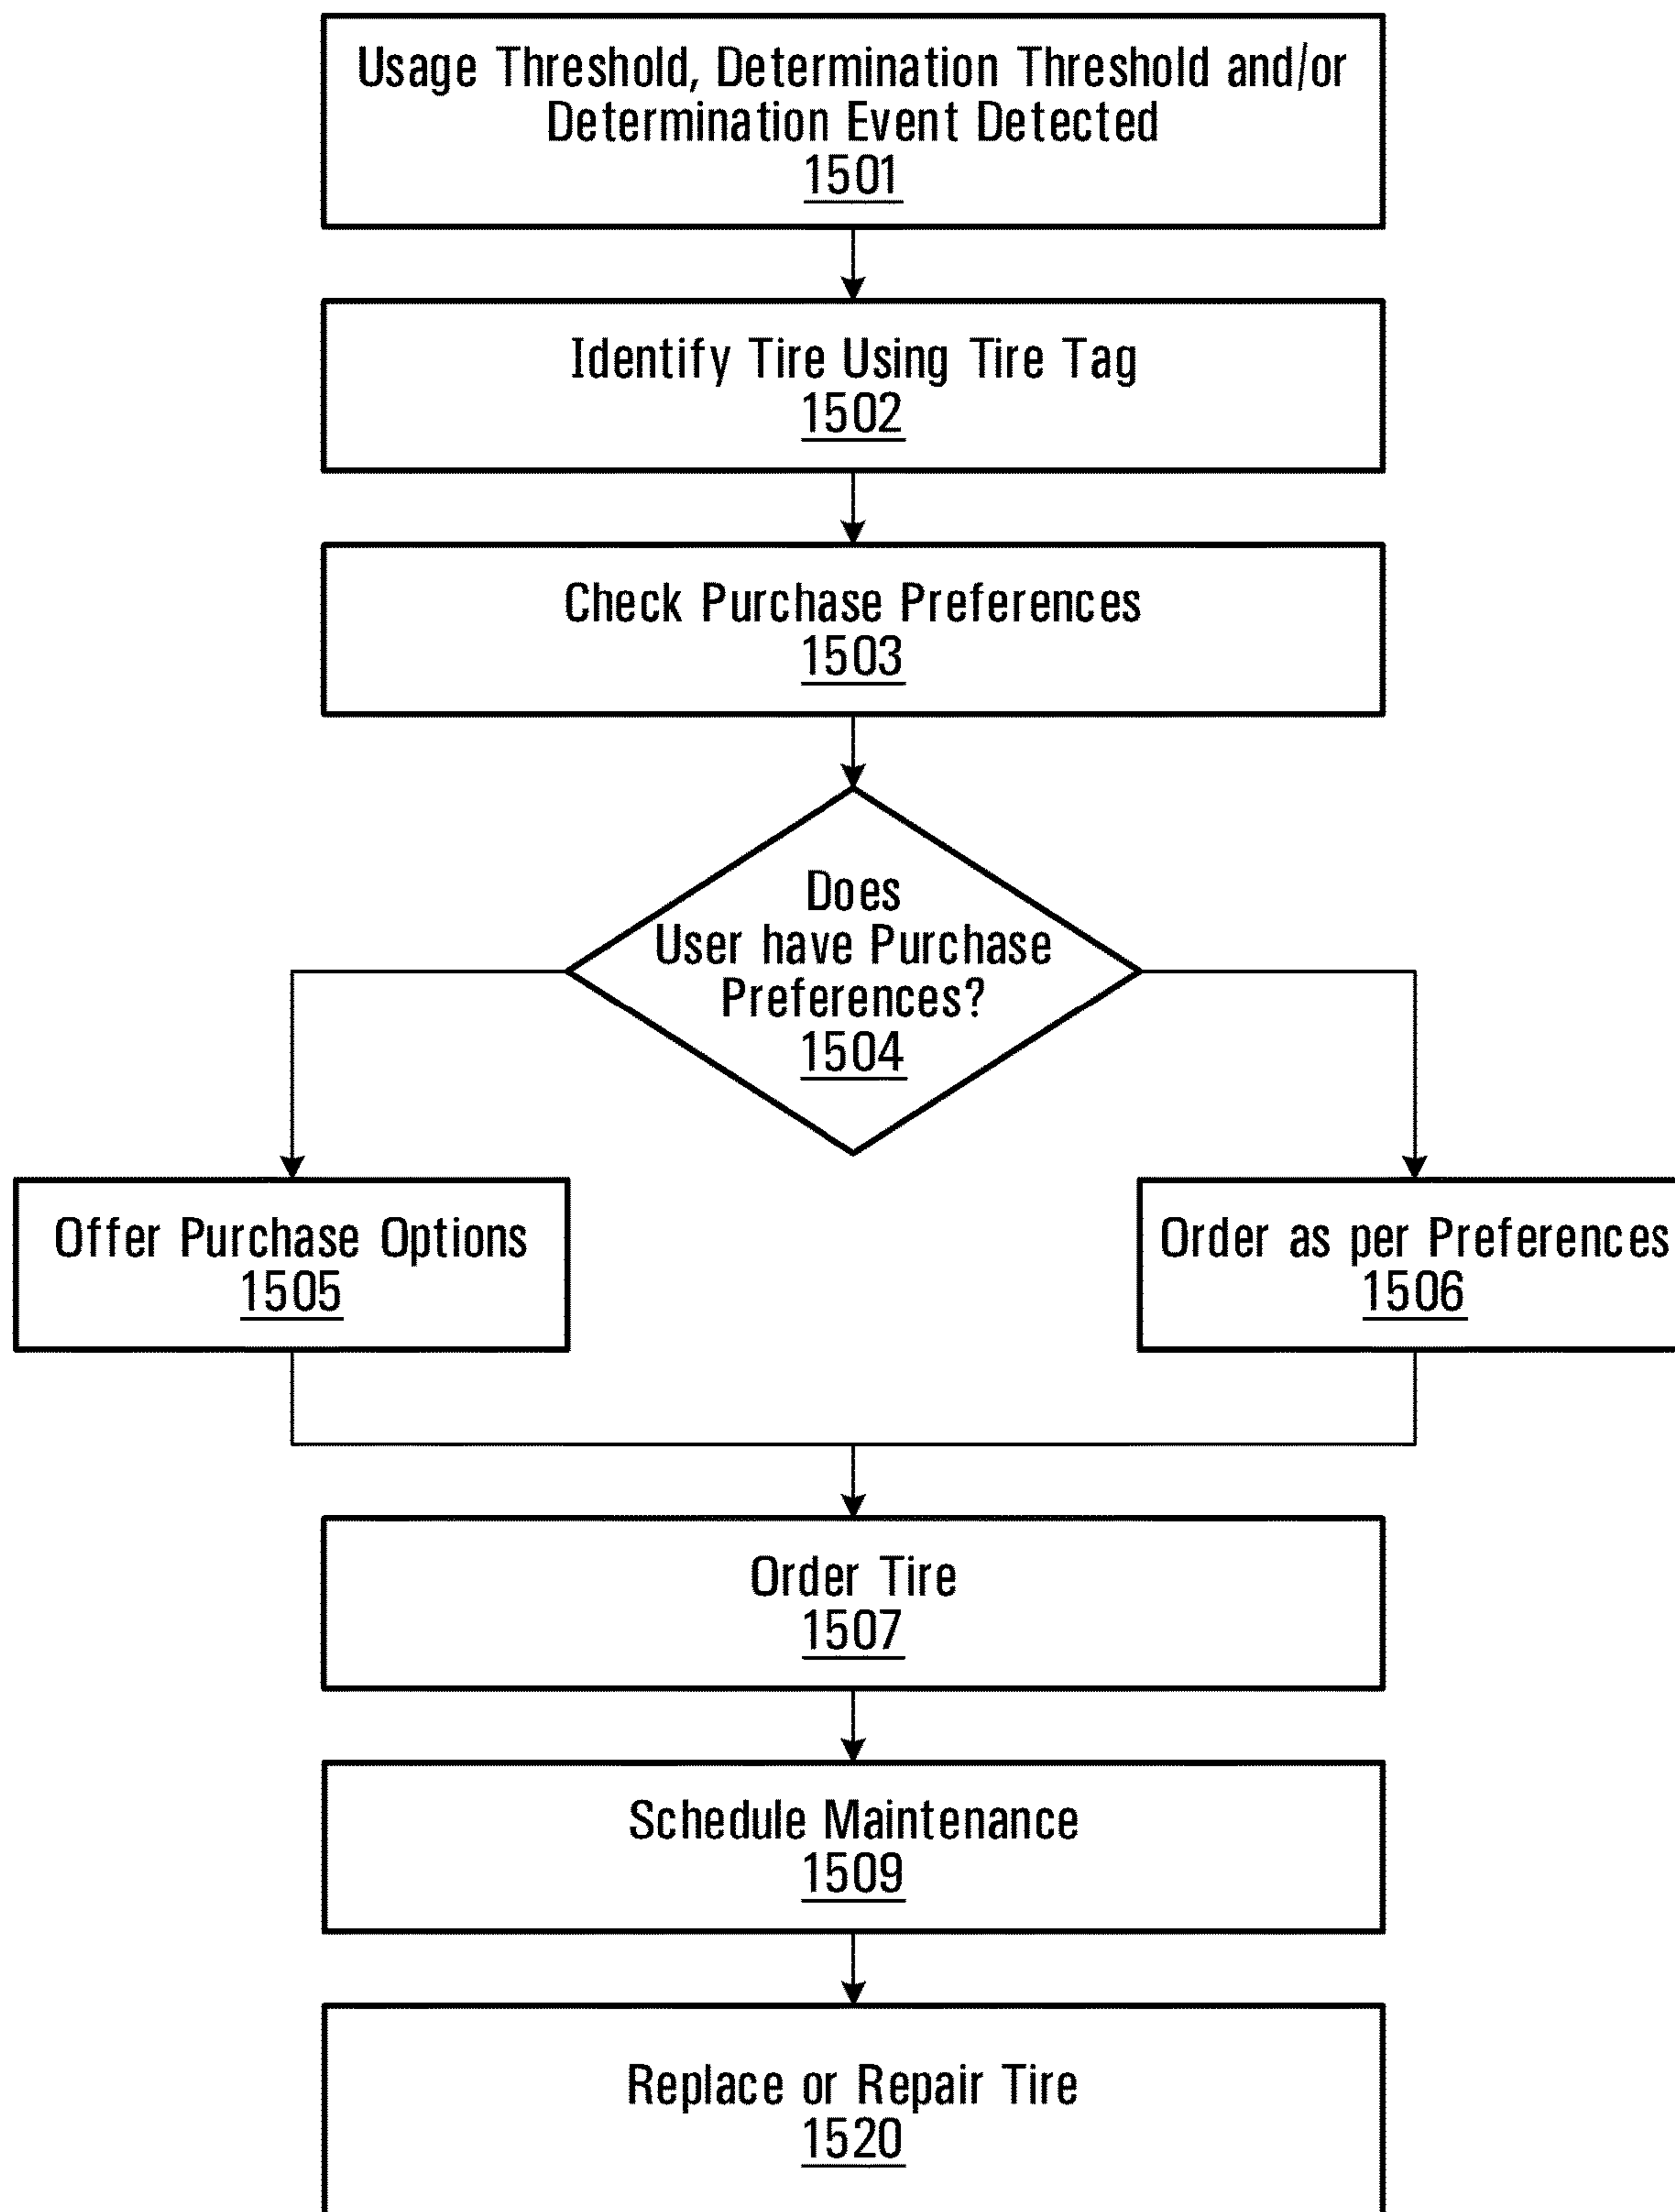 Usage Threshold, Determination Threshold and/or
Determination Event Detected
1501
Identify Tire Using Tire Tag
1502
Check Purchase Preferences
1503
Does
User have Purchase
Preferences?
1504
Offer Purchase Options
1505
Order as per Preferences
1506
Order Tire
1507
Schedule Maintenance
1509
Replace or Repair Tire
1520